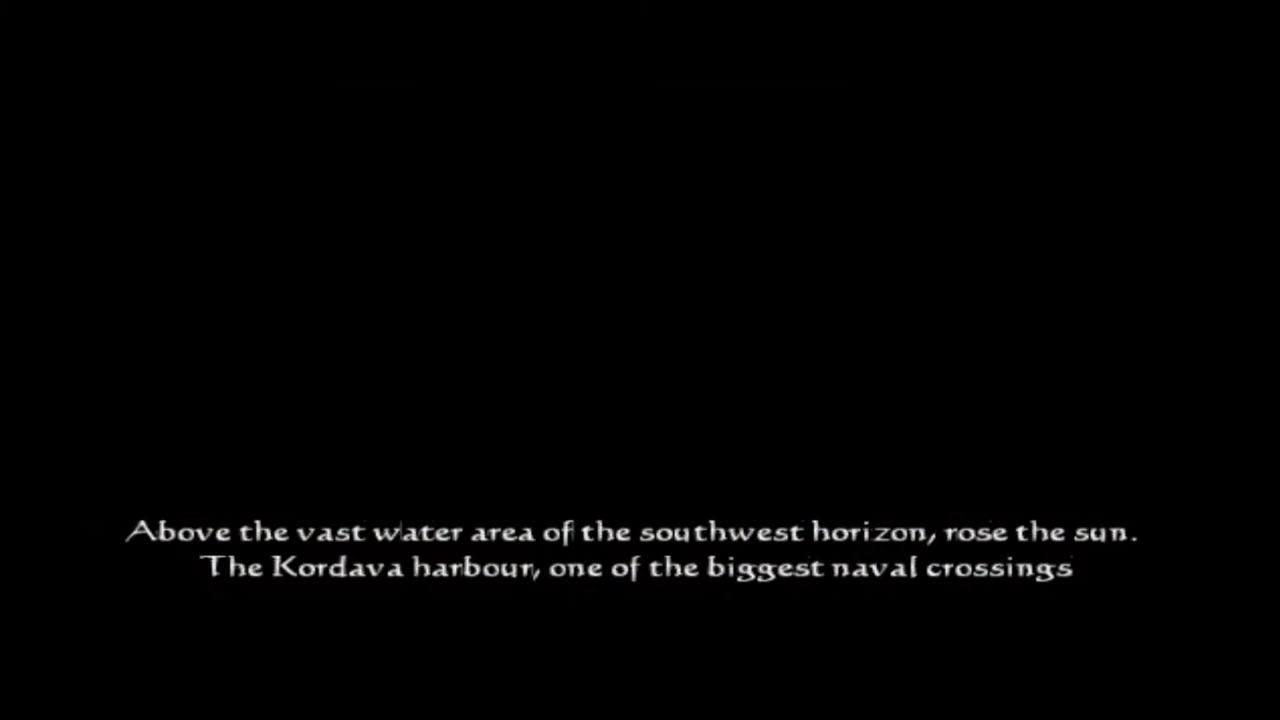 Above the vast water area of the southwest horizon, rose the sun.
The Kordava harbour, one of the biggest naval crossings